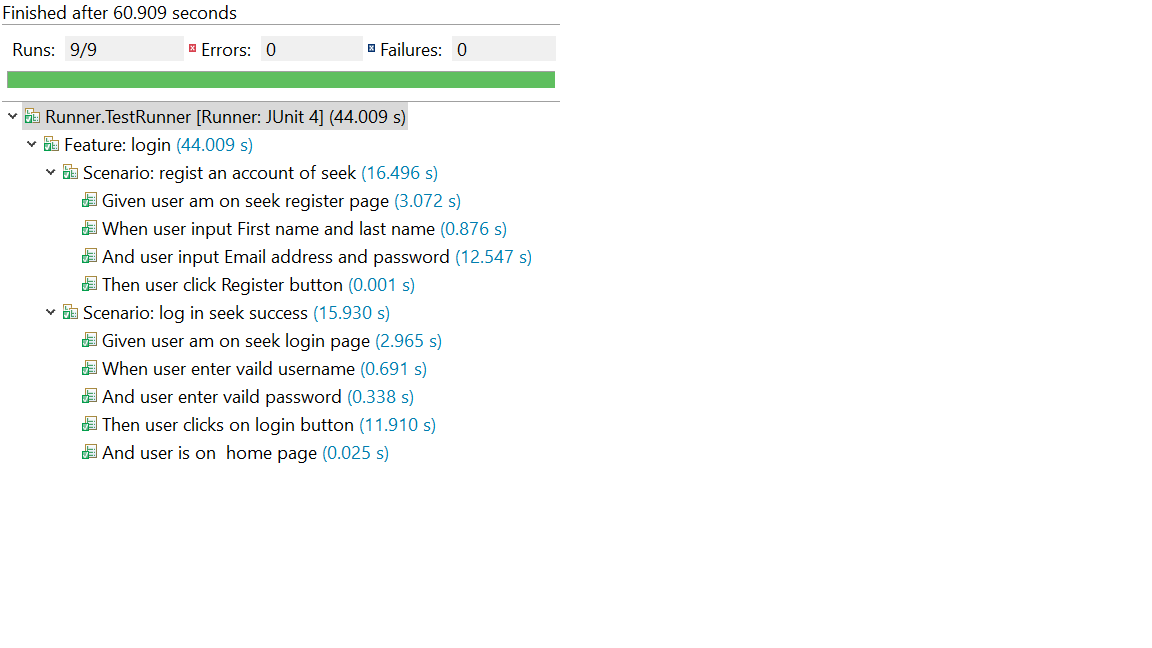 Finished after 60.909 seconds
Runs: 9/9 Errors: 0 Failures: 0
Runner.TestRunner [Runner: JUnit 4] (44.009 s)
Feature: login (44.009 s)
Scenario: regist an account of seek (16.496 s)
Given user am on seek register page (3.072 s)
When user input First name and last name (0.876 s)
And user input Email address and password (12.547 s)
Then user click Register button (0.001 s)
Scenario: log in seek success (15.930 s)
Given user am on seek login page (2.965 s)
When user enter vaild username (0.691 s)
And user enter vaild password (0.338 s)
Then user clicks on login button (11.910 s)
And user is on  home page (0.025 s)